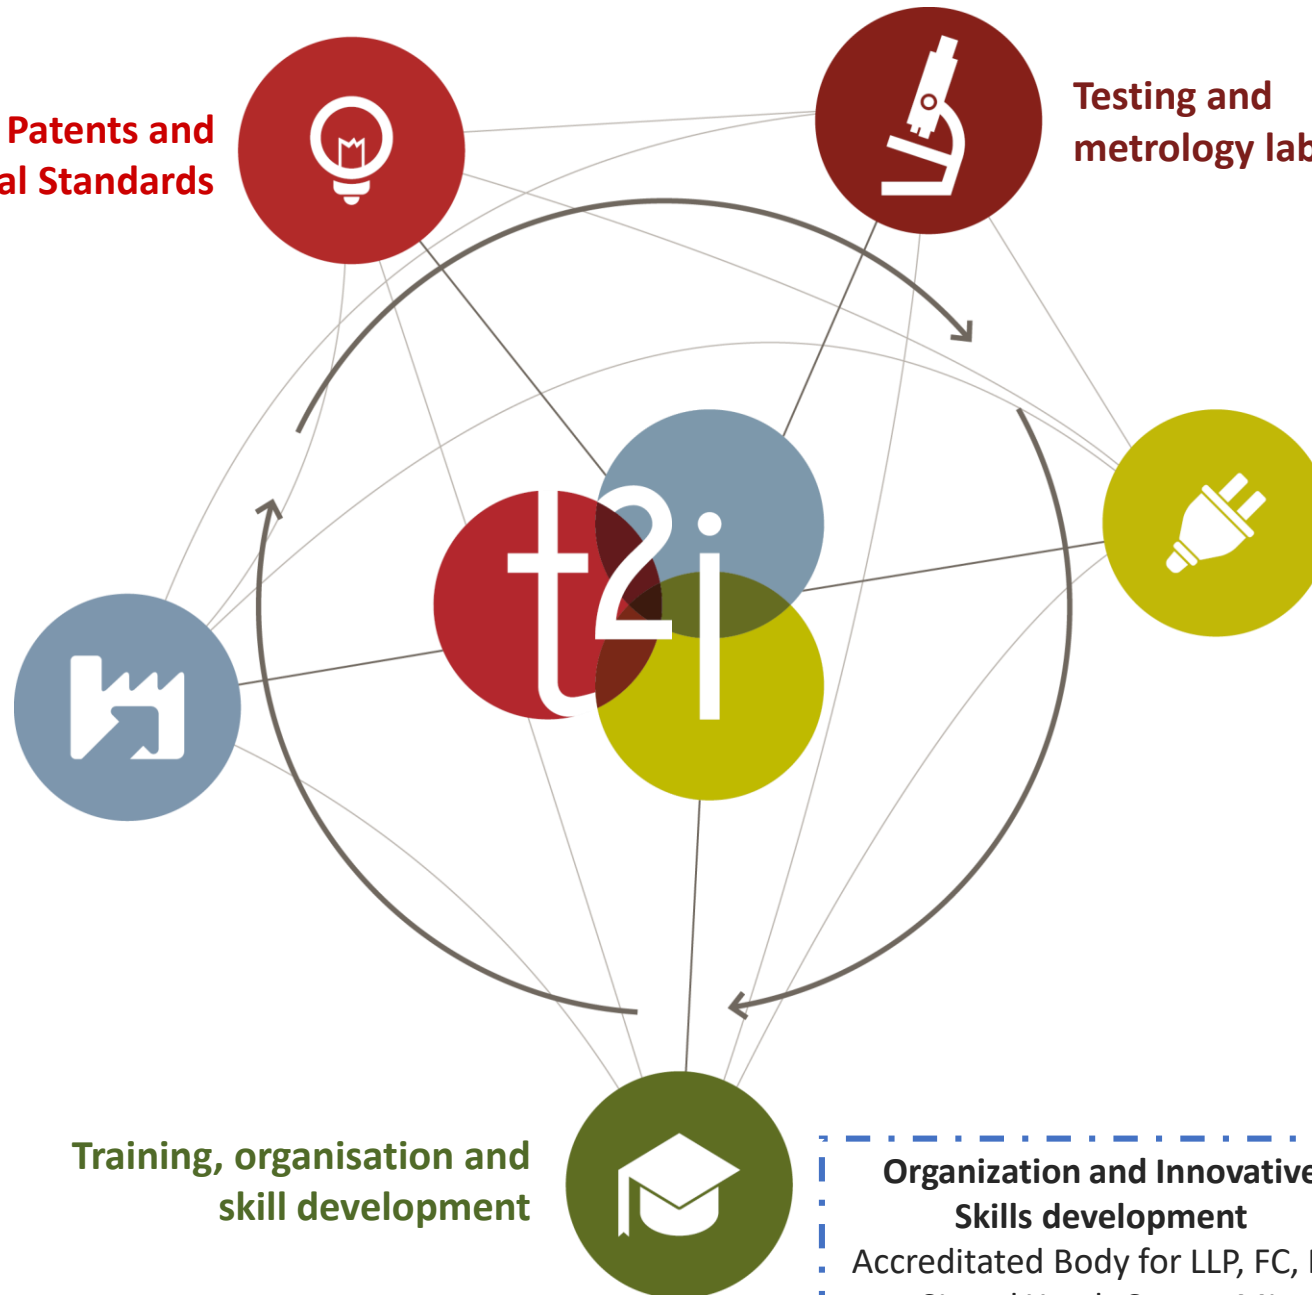 Patents and
al Standards
Testing and
metrology lab
t2i
Training, organisation and
skill development
Organization and Innovative
Skills development
Accreditated Body for LLP, FC,